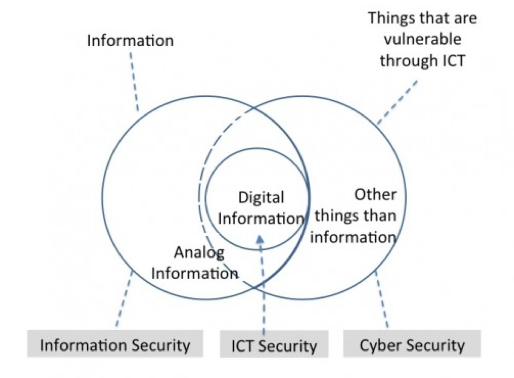 Information
Things that are
vulnerable
through ICT
Digital
Information
Other
things than
information
Analog
Information
Information Security
ICT Security
Cyber Security